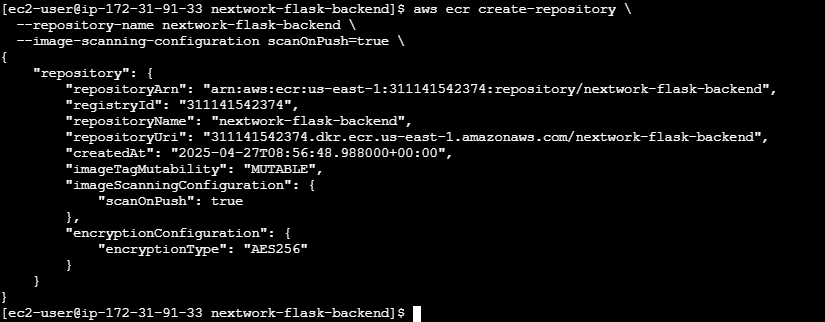 [ec2-user@ip-172-31-91-33 nextwork-flask-backend]$ aws ecr create-repository \
  --repository-name nextwork-flask-backend \
  --image-scanning-configuration scanOnPush=true \
{
    "repository": {
        "repositoryArn": "arn:aws:ecr:us-east-1:311141542374:repository/nextwork-flask-backend",
        "registryId": "311141542374",
        "repositoryName": "nextwork-flask-backend",
        "repositoryUri": "311141542374.dkr.ecr.us-east-1.amazonaws.com/nextwork-flask-backend",
        "createdAt": "2025-04-27T08:56:48.988000+00:00",
        "imageTagMutability": "MUTABLE",
        "imageScanningConfiguration": {
            "scanOnPush": true
        },
        "encryptionConfiguration": {
            "encryptionType": "AES256"
        }
    }
}
[ec2-user@ip-172-31-91-33 nextwork-flask-backend]$